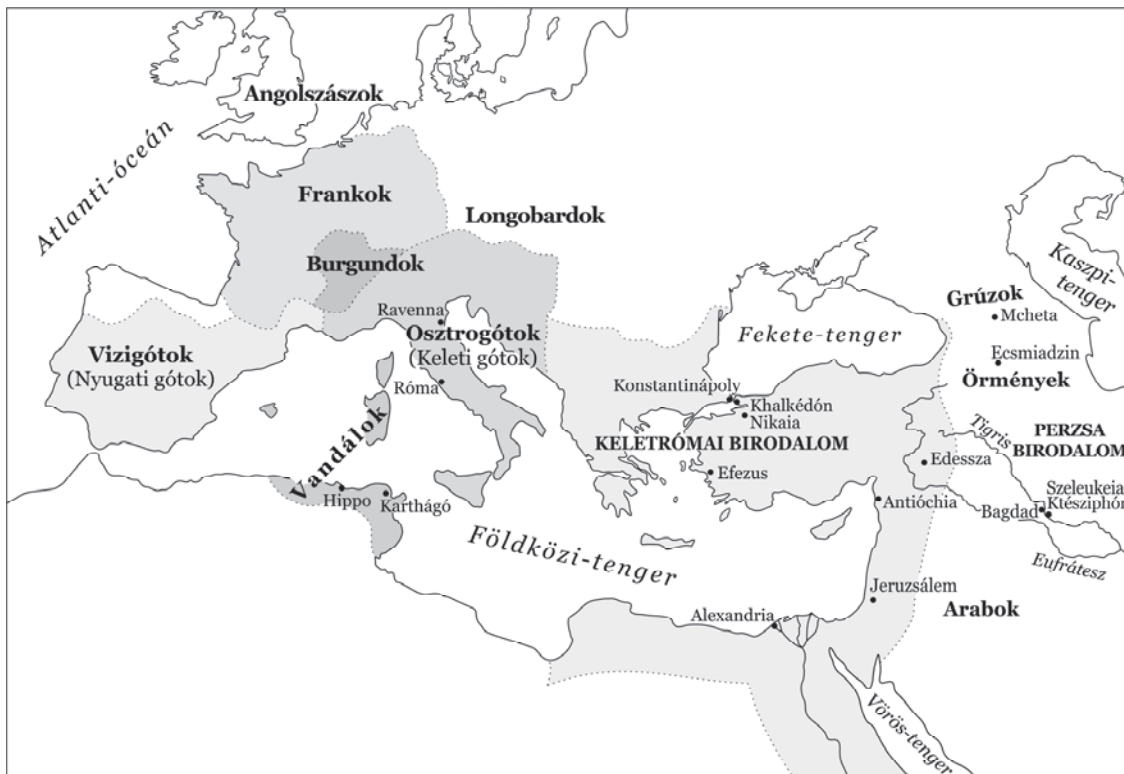 Angolszászok
Atlanti-óceán
Frankok
Longobardok
Burgundok
Kaszpi-
tenger
Grúzok
Mcheta
Ravenna
Osztrogótok
(Keleti gótok)
Fekete-tenger
Vizigótok
(Nyugati gótok)
Ecsmiadzin
Örmények
Róma
Konstantinápoly
Khalkédón
Nikaia
Vandálok
KELETRÓMAI BIRODALOM
Tigris
PERZSA
BIRODALOM
Edessza
Efezus
Hippo
Karthágó
Antióchia
Szeleukeia
Ktésziphón
Bagdad
Földközi-tenger
Eufrátesz
Jeruzsálem
Arabok
Alexandria
Vörös-tenger